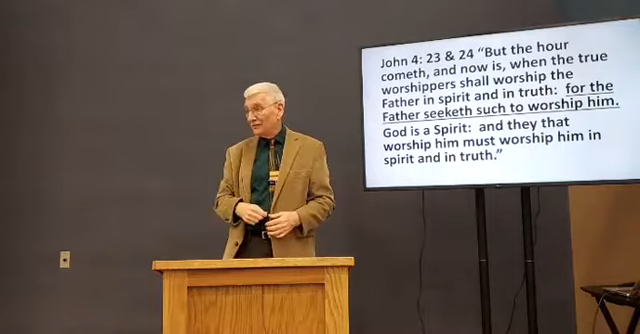 John 4: 23 & 24 “But the hour
cometh, and now is, when the true
worshippers shall worship the
Father in spirit and in truth: for the
Father seeketh such to worship him.
God is a Spirit: and they that
worship him must worship him in
spirit and in truth.”